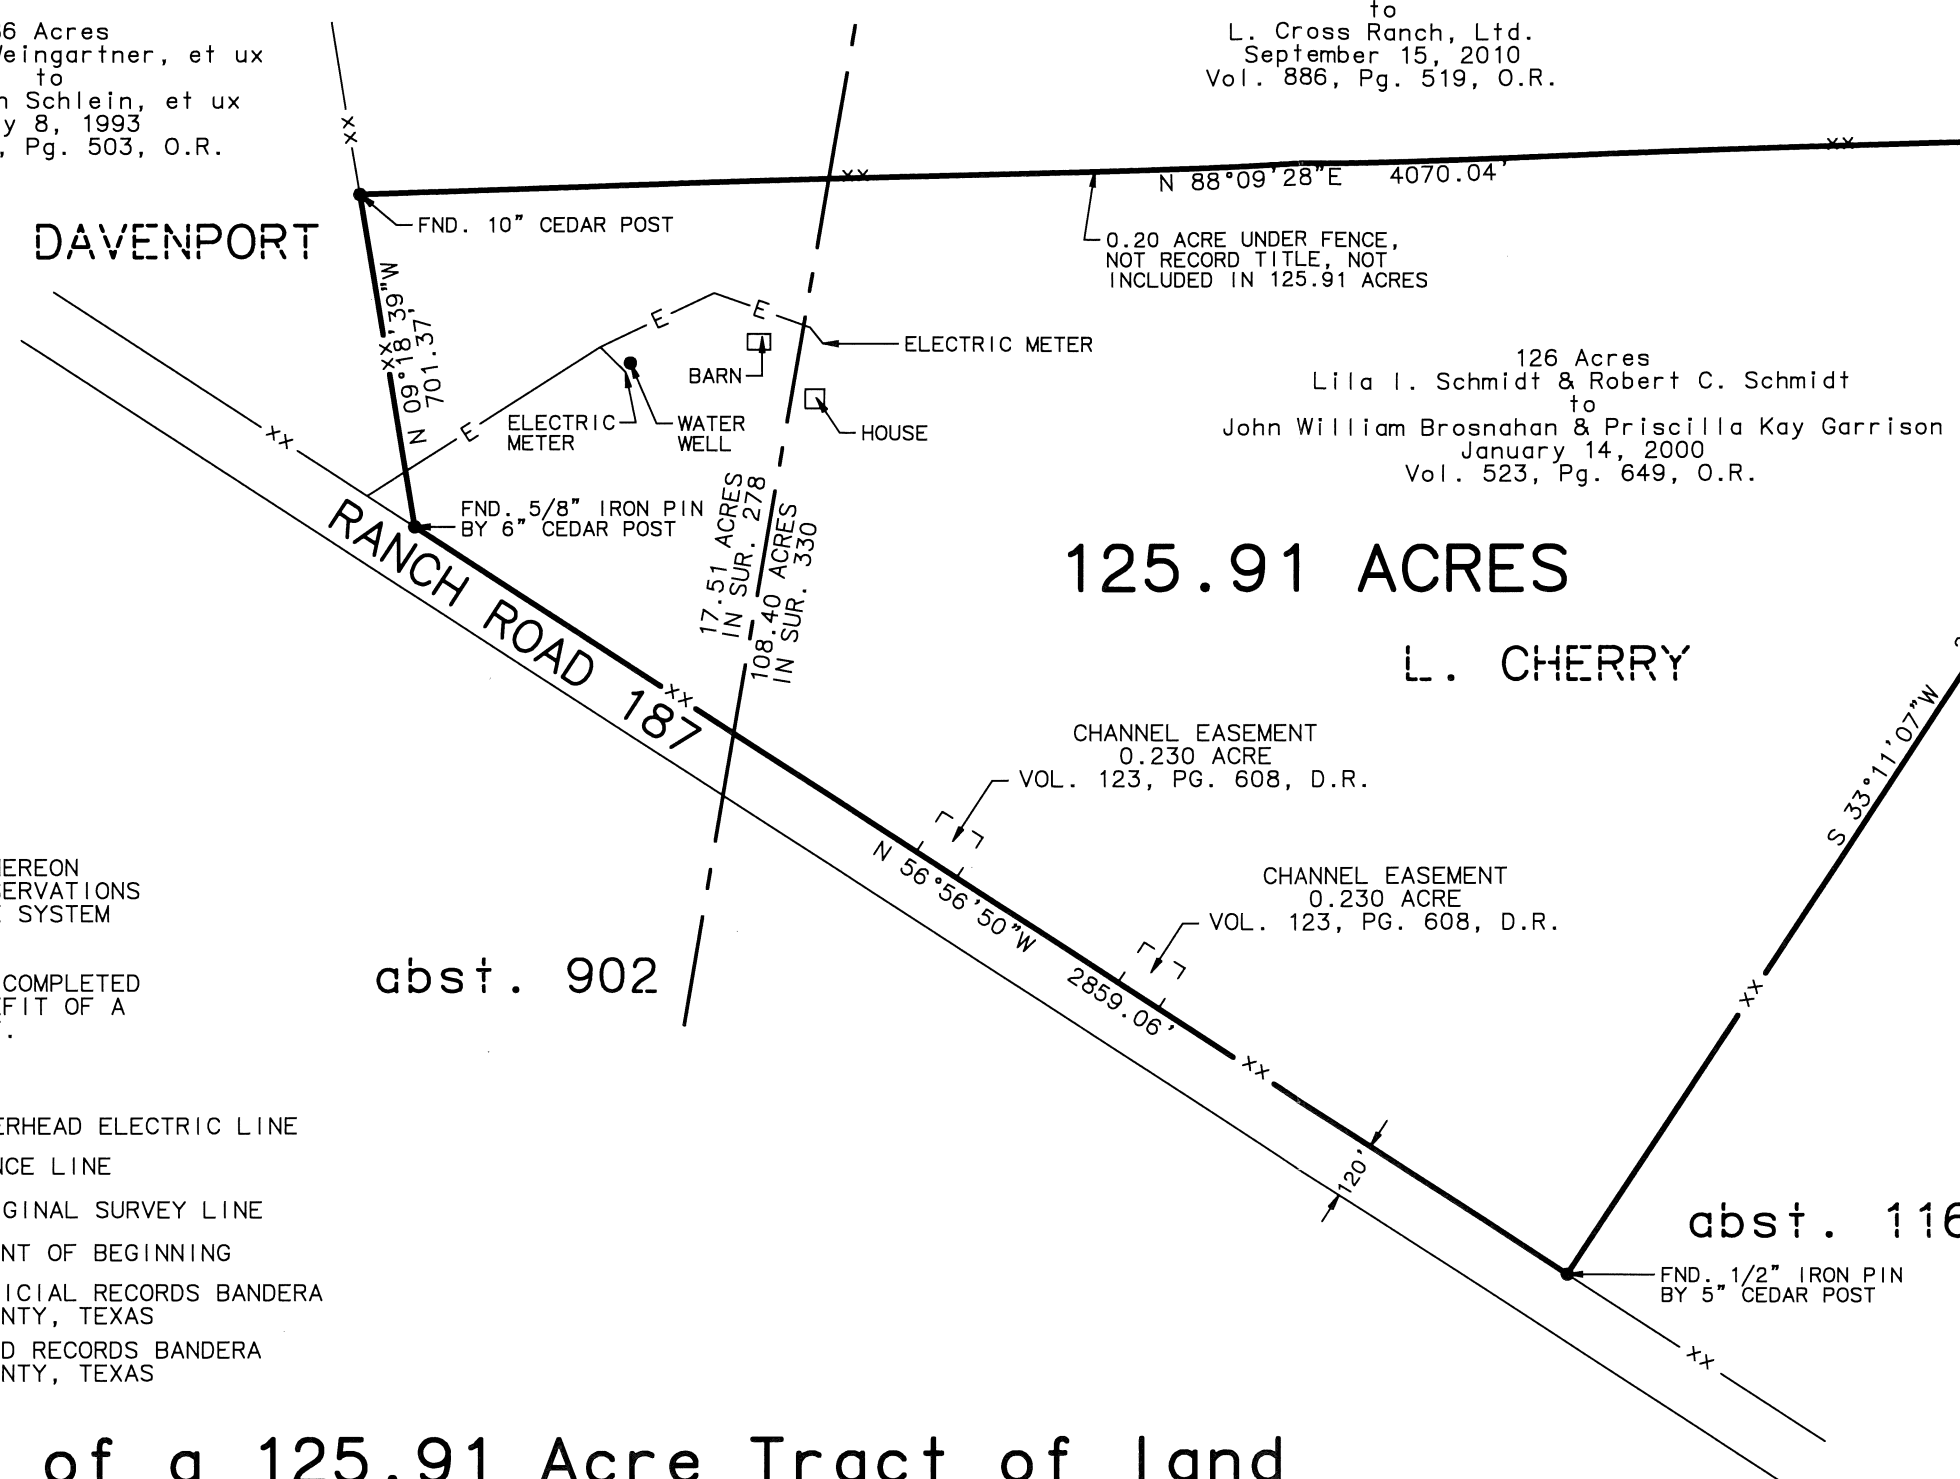 Acres
Weingartner, et ux
to
Schlein, et ux
8, 1993
Pg. 503, O.R.
to
L. Cross Ranch, Ltd.
September 15, 2010
Vol. 886, Pg. 519, O.R.
DAVENPORT
FND. 10" CEDAR POST
N 88°09'28"E 4070.04'
0.20 ACRE UNDER FENCE,
NOT RECORD TITLE, NOT
INCLUDED IN 125.91 ACRES
N 09°18'39"W
701.37'
E
E
E
ELECTRIC METER
BARN
ELECTRIC
METER
WATER
WELL
HOUSE
126 Acres
Lila I. Schmidt & Robert C. Schmidt
to
John William Brosnahan & Priscilla Kay Garrison
January 14, 2000
Vol. 523, Pg. 649, O.R.
FND. 5/8" IRON PIN
BY 6" CEDAR POST
17.51 ACRES
IN SUR. 278
108.40 ACRES
IN SUR. 330
RANCH ROAD 187
125.91 ACRES
L. CHERRY
S 33°11'07"W
CHANNEL EASEMENT
0.230 ACRE
VOL. 123, PG. 608, D.R.
CHANNEL EASEMENT
0.230 ACRE
VOL. 123, PG. 608, D.R.
N 56°56'50"W 2859.06'
abst. 902
120'
abst. 116
FND. 1/2" IRON PIN
BY 5" CEDAR POST
HEREON
SERVATIONS
SYSTEM
COMPLETED
EFIT OF A
ERHEAD ELECTRIC LINE
NCE LINE
GINAL SURVEY LINE
NT OF BEGINNING
ICIAL RECORDS BANDERA
NTY, TEXAS
D RECORDS BANDERA
NTY, TEXAS
of a 125.91 Acre Tract of land